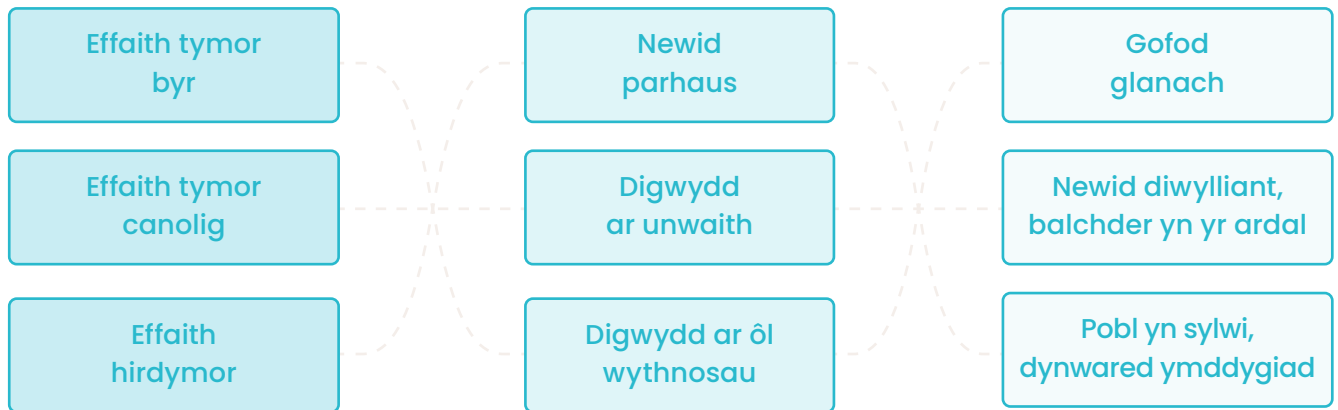 Effaith tymor
byr
Newid
parhaus
Gofod
glanach
Effaith tymor
canolig
Digwydd
ar unwaith
Newid diwylliant,
balchder yn yr ardal
Effaith
hirdymor
Digwydd ar ôl
wythnosau
Pobl yn sylwi,
dynwared ymddygiad